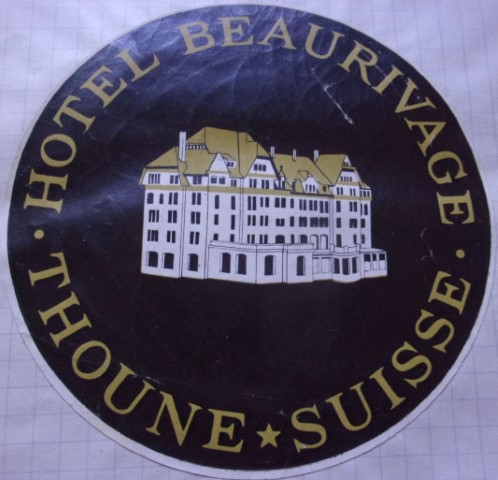 · HOTEL BEAURIVAGE ·
THOUNE ★ SUISSE